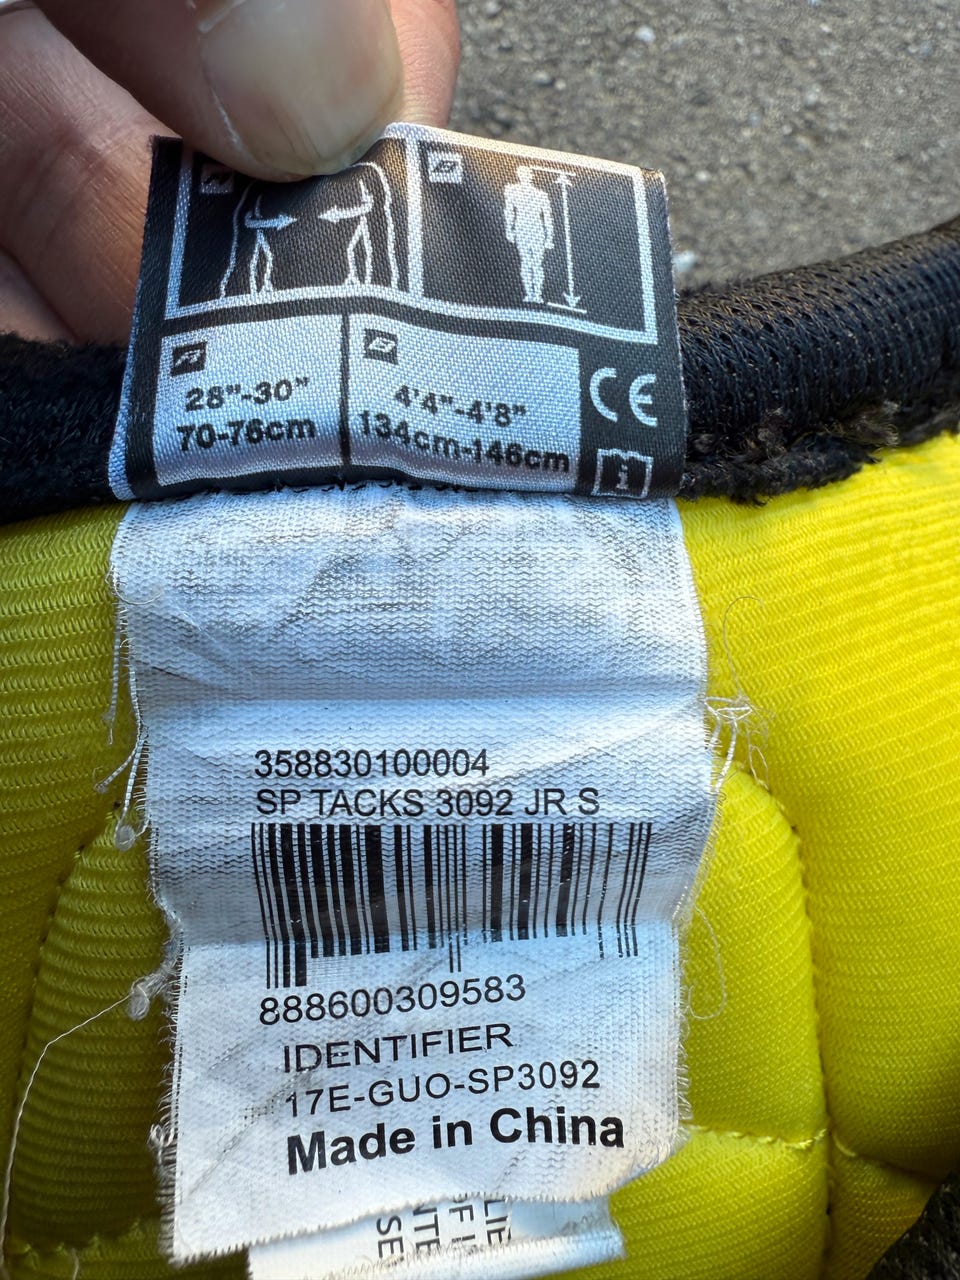 28"-30"
70-76cm
4'4"-4'8"
134cm-146cm
CE
i
358830100004
SP TACKS 3092 JR S
888600309583
IDENTIFIER
17E-GUO-SP3092
Made in China